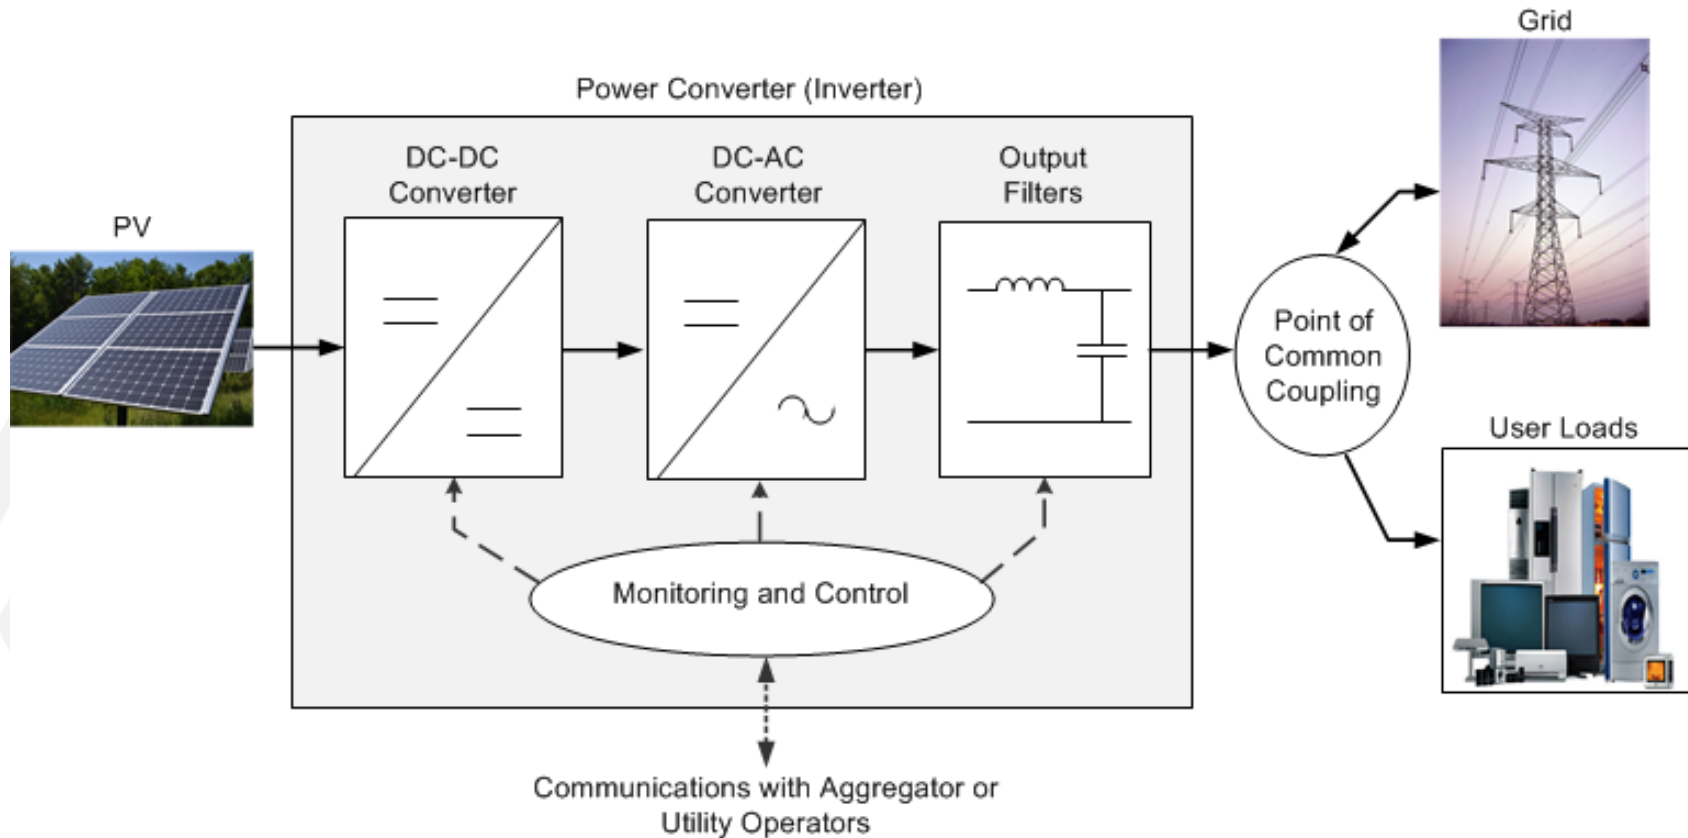 Grid
Power Converter (Inverter)
DC-DC
Converter
DC-AC
Converter
Output
Filters
PV
Point of
Common
Coupling
User Loads
Monitoring and Control
Communications with Aggregator or
Utility Operators